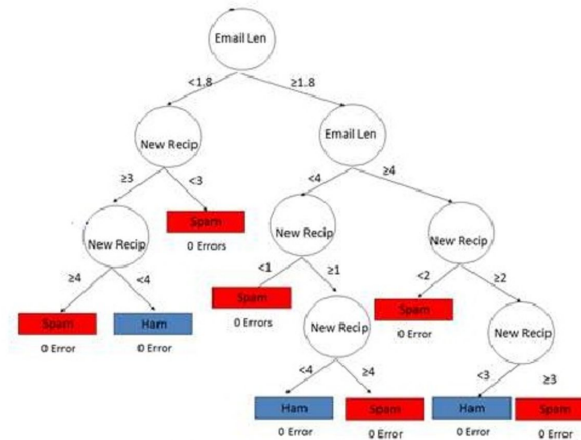 Email Len
<1.8 ≥1.8
New Recip Email Len
≥3 <3 <4 ≥4
New Recip Spam New Recip New Recip
0 Errors
≥4 <4 <1 ≥1 <2 ≥2
Spam Ham Spam New Recip Spam New Recip
0 Error 0 Error 0 Errors 0 Error
<4 ≥4 <3 ≥3
Ham Spam Ham Spam
0 Error 0 Error 0 Error 0 Error